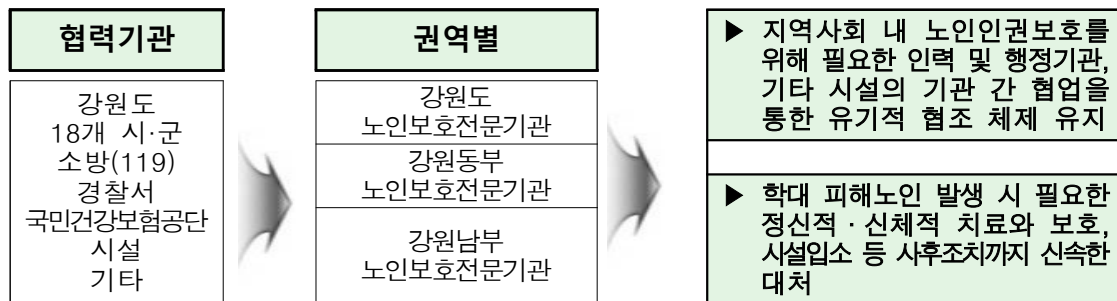 협력기관
강원도
18개 시·군
소방(119)
경찰서
국민건강보험공단
시설
기타
권역별
강원도
노인보호전문기관
강원동부
노인보호전문기관
강원남부
노인보호전문기관
▶ 지역사회 내 노인인권보호를
위해 필요한 인력 및 행정기관,
기타 시설의 기관 간 협업을
통한 유기적 협조 체제 유지
▶ 학대 피해노인 발생 시 필요한
정신적·신체적 치료와 보호,
시설입소 등 사후조치까지 신속한
대처